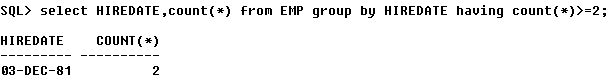 SQL> select HIREDATE,count(*) from EMP group by HIREDATE having count(*)>=2;
HIREDATE    COUNT(*)
--------- ----------
03-DEC-81          2